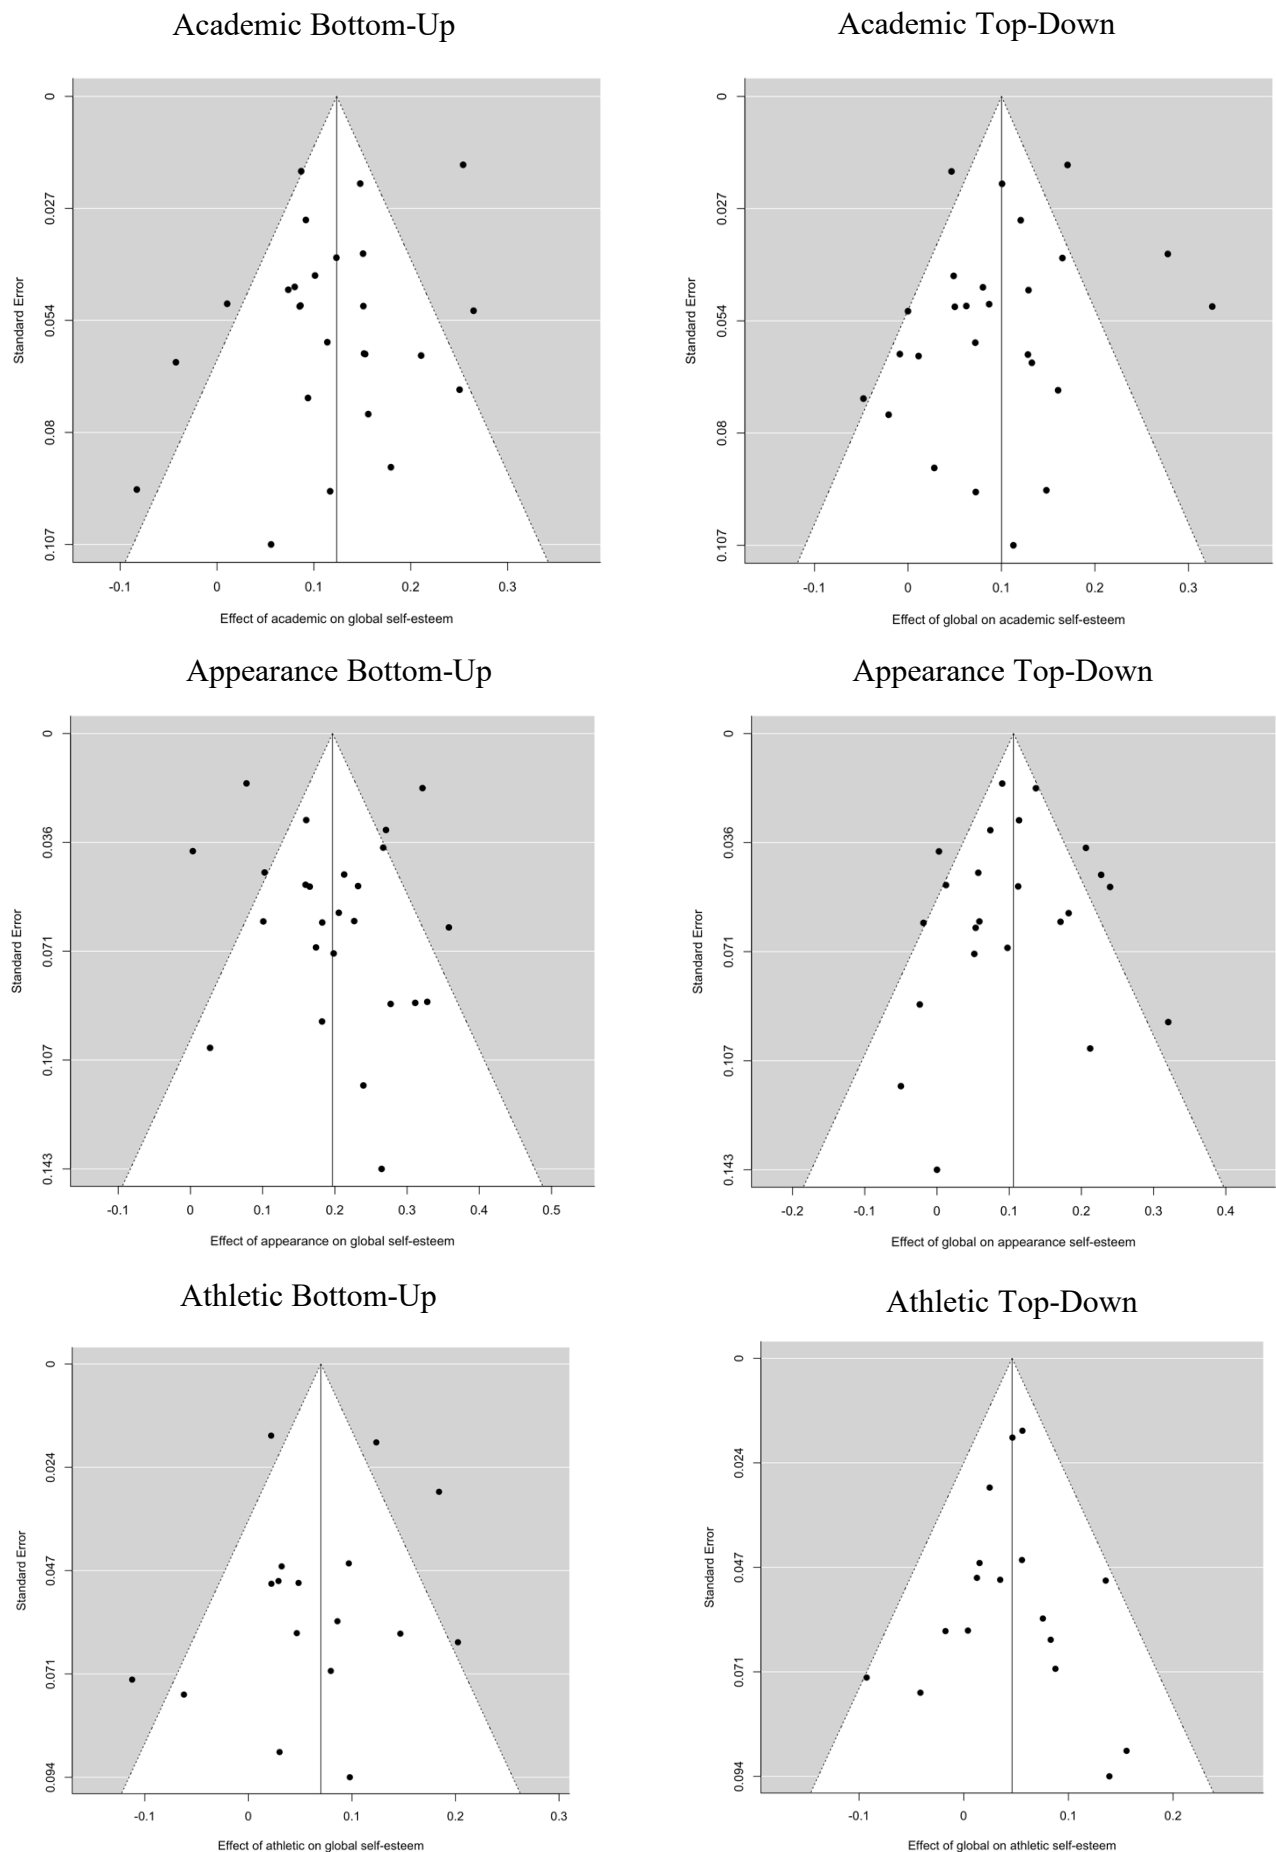 Academic Bottom-Up
Academic Top-Down
0
0.027
0.054
0.08
0.107
Standard Error
-0.1 0 0.1 0.2 0.3
Effect of academic on global self-esteem
0
0.027
0.054
0.08
0.107
Standard Error
-0.1 0 0.1 0.2 0.3
Effect of global on academic self-esteem
Appearance Bottom-Up
Appearance Top-Down
0
0.036
0.071
0.107
0.143
Standard Error
-0.1 0 0.1 0.2 0.3 0.4 0.5
Effect of appearance on global self-esteem
0
0.036
0.071
0.107
0.143
Standard Error
-0.2 -0.1 0 0.1 0.2 0.3 0.4
Effect of global on appearance self-esteem
Athletic Bottom-Up
Athletic Top-Down
0
0.024
0.047
0.071
0.094
Standard Error
-0.1 0 0.1 0.2 0.3
Effect of athletic on global self-esteem
0
0.024
0.047
0.071
0.094
Standard Error
-0.1 0 0.1 0.2
Effect of global on athletic self-esteem